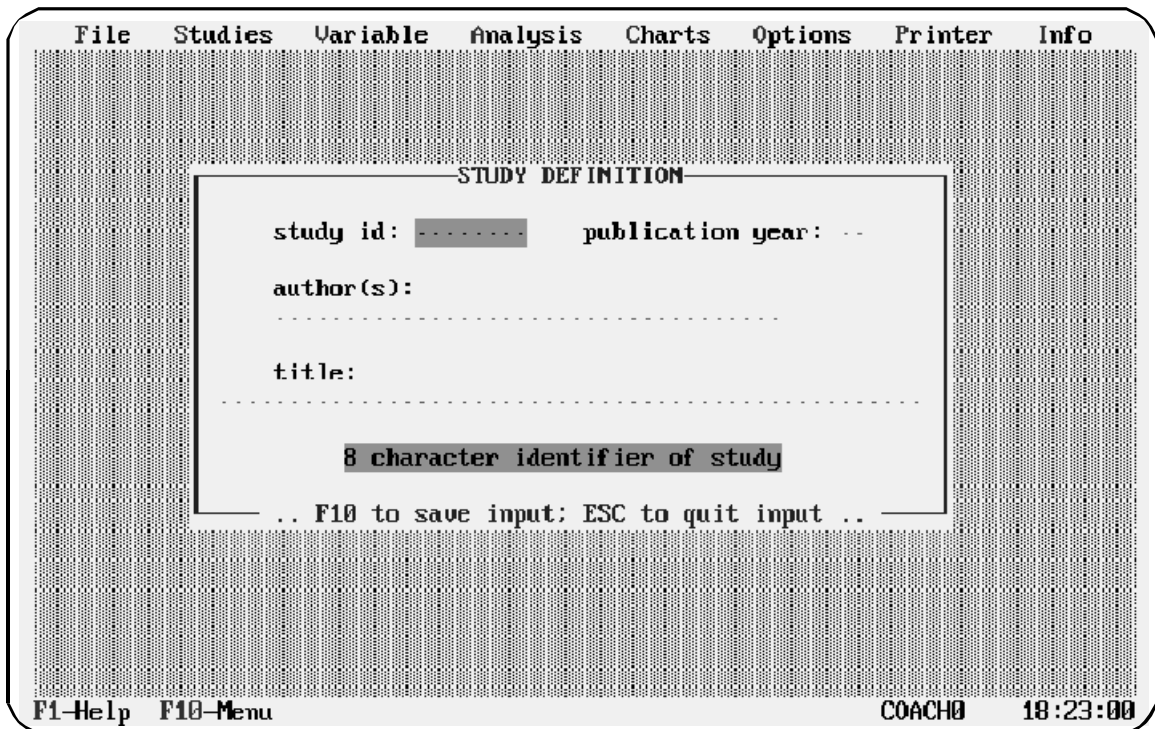 File Studies Variable Analysis Charts Options Printer Info
STUDY DEFINITION
study id: ........ publication year: ..
author(s):
title:
8 character identifier of study
.. F10 to save input; ESC to quit input ..
F1-Help F10-Menu COACH0 18:23:00